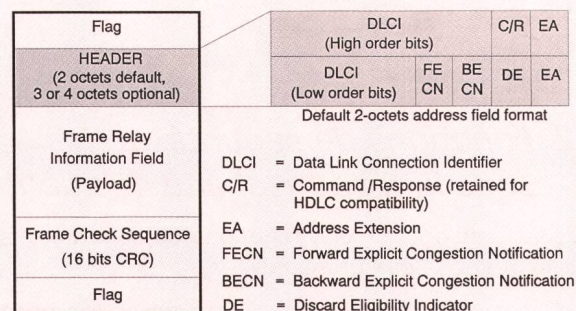 Flag
HEADER
(2 octets default,
3 or 4 octets optional)
Frame Relay
Information Field
(Payload)
Frame Check Sequence
(16 bits CRC)
Flag
DLCI
(High order bits)
C/R
EA
DLCI
(Low order bits)
FE
CN
BE
CN
DE
EA
Default 2-octets address field format
DLCI = Data Link Connection Identifier
C/R = Command /Response (retained for
HDLC compatibility)
EA = Address Extension
FECN = Forward Explicit Congestion Notification
BECN = Backward Explicit Congestion Notification
DE = Discard Eligibility Indicator